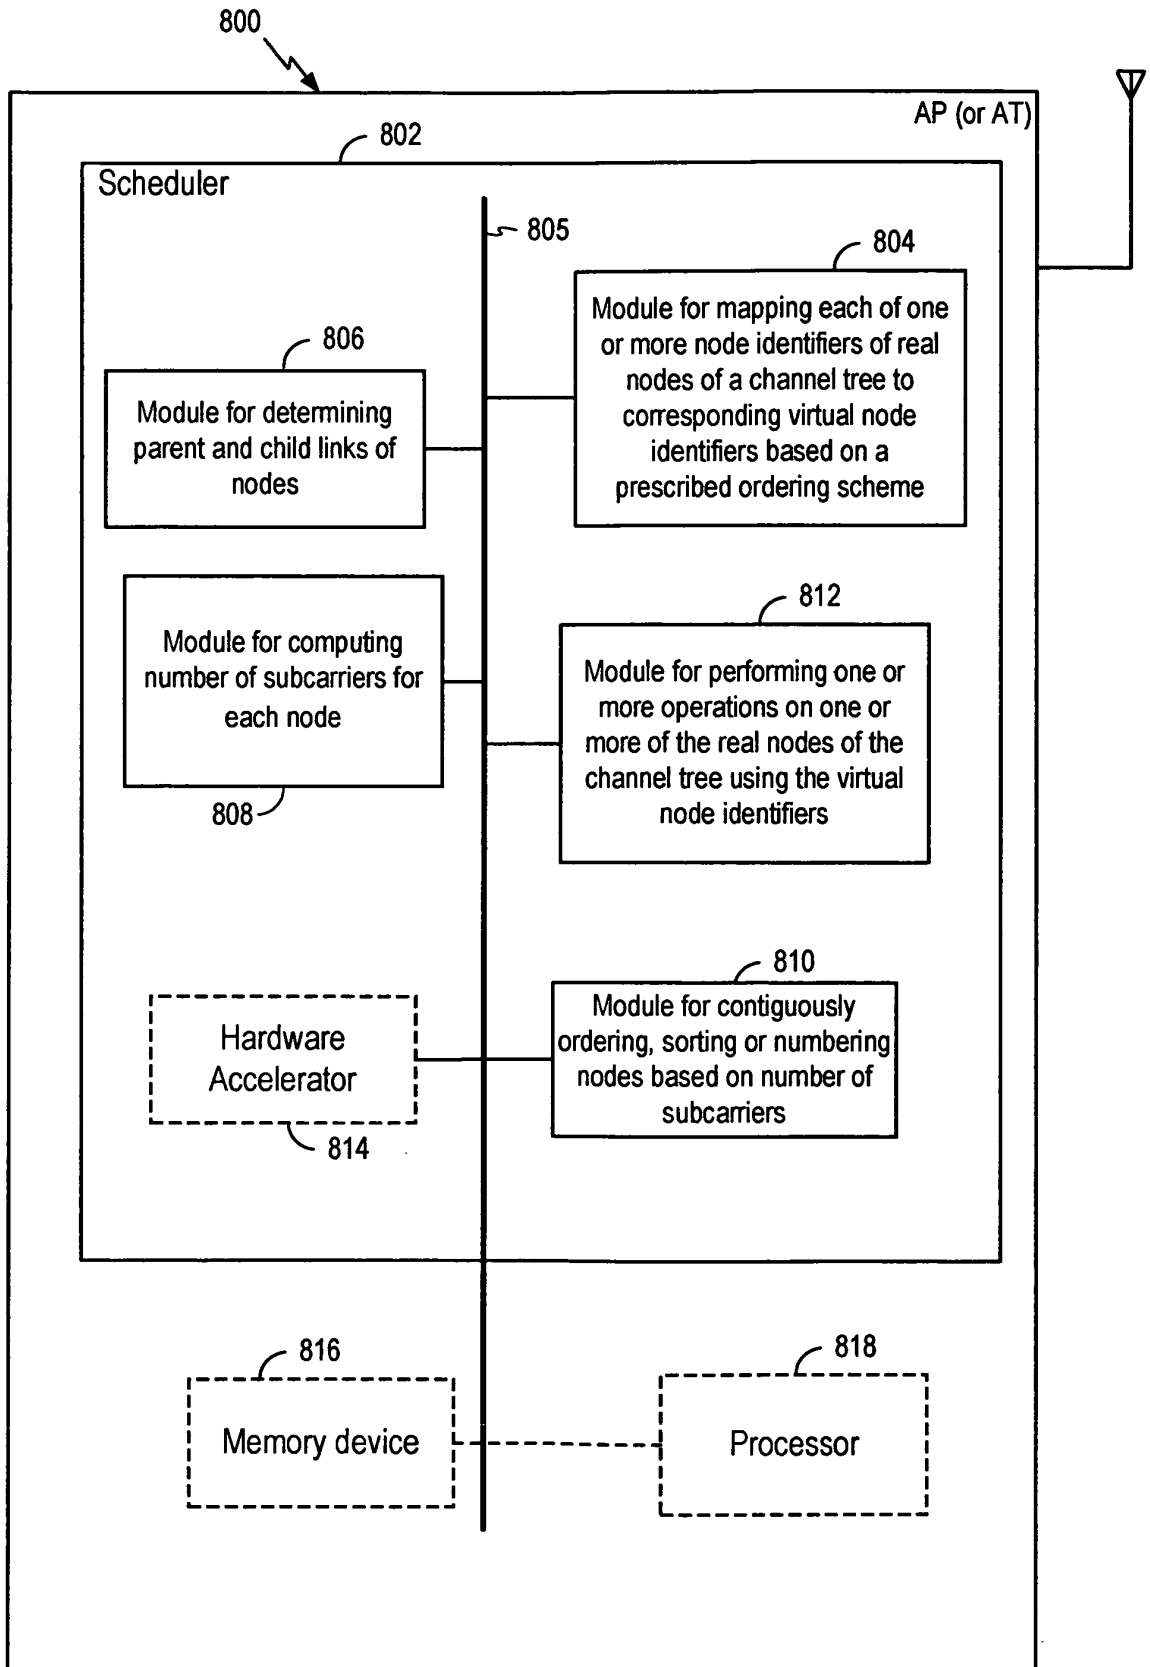 800
AP (or AT)
802
Scheduler
805
804
Module for mapping each of one
or more node identifiers of real
nodes of a channel tree to
corresponding virtual node
identifiers based on a
prescribed ordering scheme
806
Module for determining
parent and child links of
nodes
812
Module for computing
number of subcarriers for
each node
808
Module for performing one or
more operations on one or
more of the real nodes of the
channel tree using the virtual
node identifiers
810
Hardware
Accelerator
814
Module for contiguously
ordering, sorting or numbering
nodes based on number of
subcarriers
816
Memory device
818
Processor